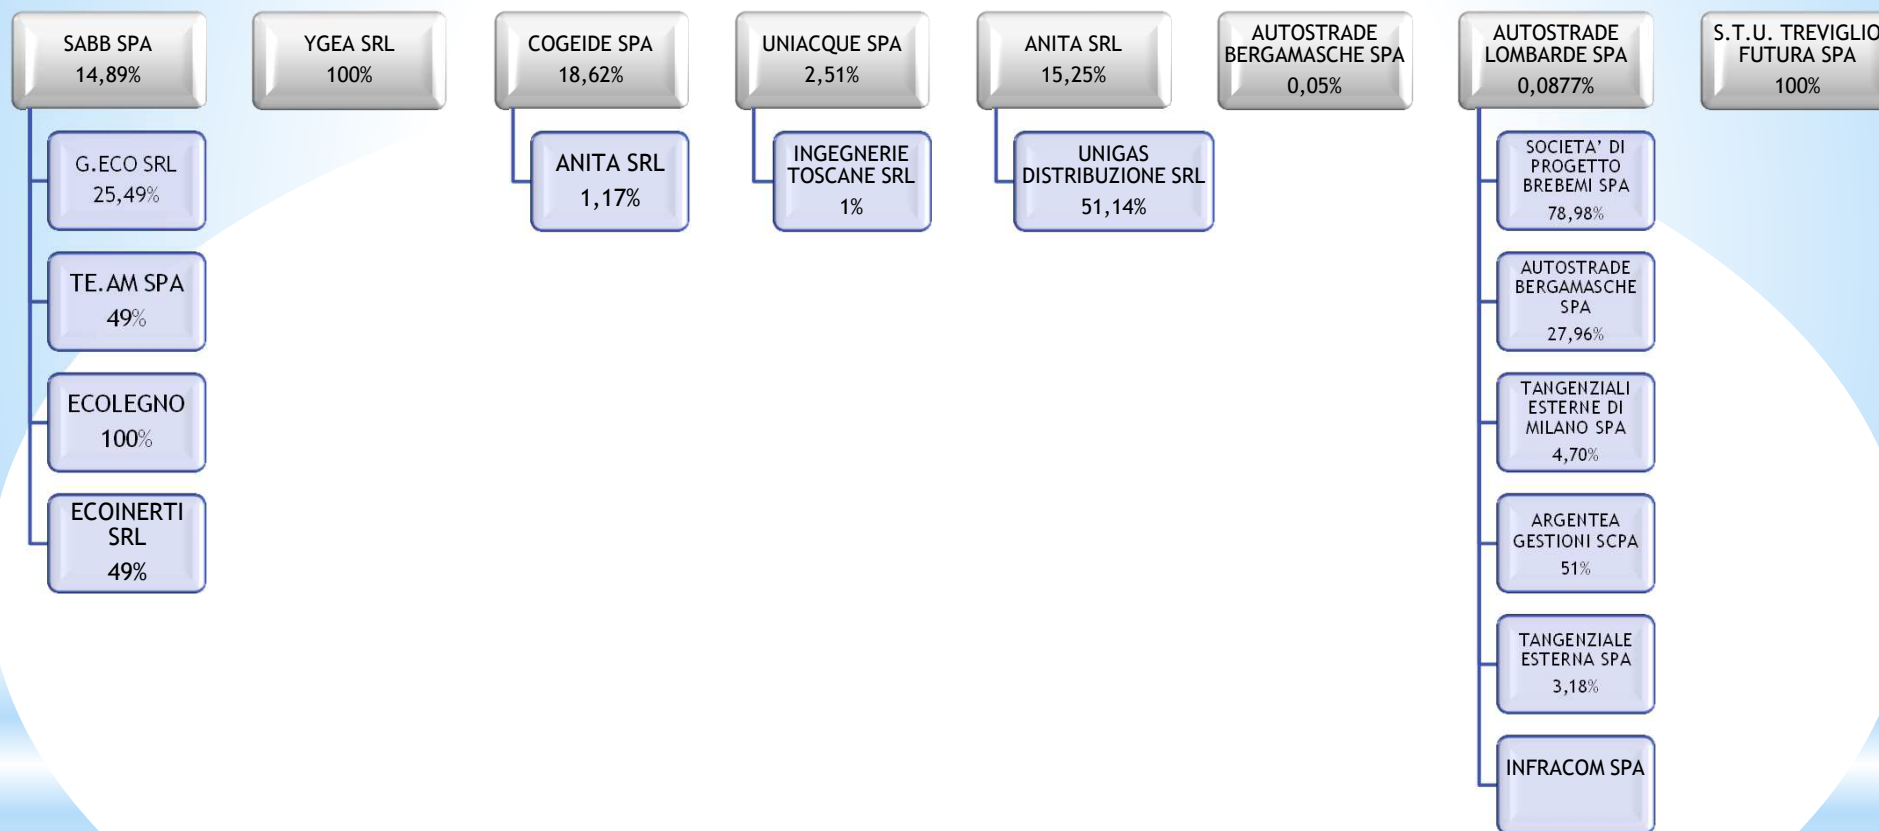 SABB SPA
14,89%
G.ECO SRL
25,49%
TE.AM SPA
49%
ECOLEGNO
100%
ECOINERTI
SRL
49%
YGEA SRL
100%
COGEIDE SPA
18,62%
ANITA SRL
1,17%
UNIACQUE SPA
2,51%
INGEGNERIE
TOSCANE SRL
1%
ANITA SRL
15,25%
UNIGAS
DISTRIBUZIONE SRL
51,14%
AUTOSTRADE
BERGAMASCHE SPA
0,05%
AUTOSTRADE
LOMBARDE SPA
0,0877%
SOCIETA’ DI
PROGETTO
BREBEMI SPA
78,98%
AUTOSTRADE
BERGAMASCHE
SPA
27,96%
TANGENZIALI
ESTERNE DI
MILANO SPA
4,70%
ARGENTEA
GESTIONI SCPA
51%
TANGENZIALE
ESTERNA SPA
3,18%
INFRACOM SPA
S.T.U. TREVIGLIO
FUTURA SPA
100%